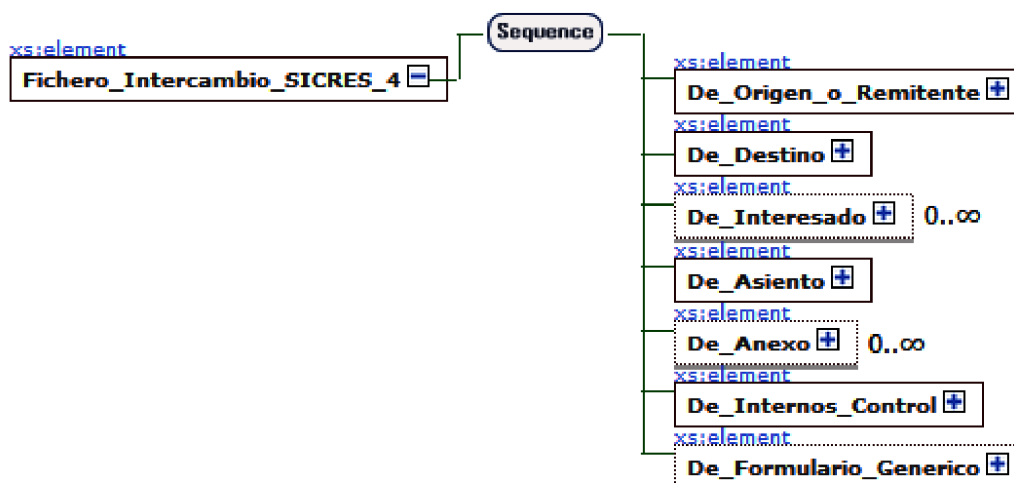 Sequence
xs:element
Fichero_Intercambio_SICRES_4
xs:element
De_Origen_o_Remitente
xs:element
De_Destino
xs:element
De_Interesado 0..∞
xs:element
De_Asiento
xs:element
De_Anexo 0..∞
xs:element
De_Internos_Control
xs:element
De_Formulario_Generico